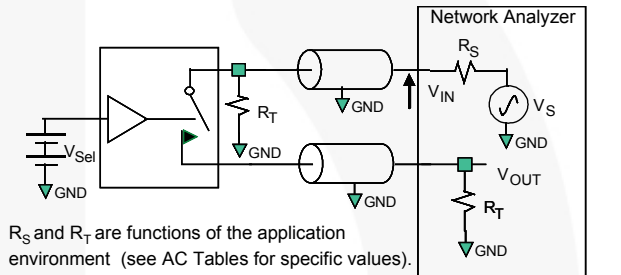 Network Analyzer
R_S
R_T
GND
V_IN
V_S
GND
V_Sel
GND
GND
V_OUT
GND
GND
R_T
R_S and R_T are functions of the application
environment (see AC Tables for specific values).
GND